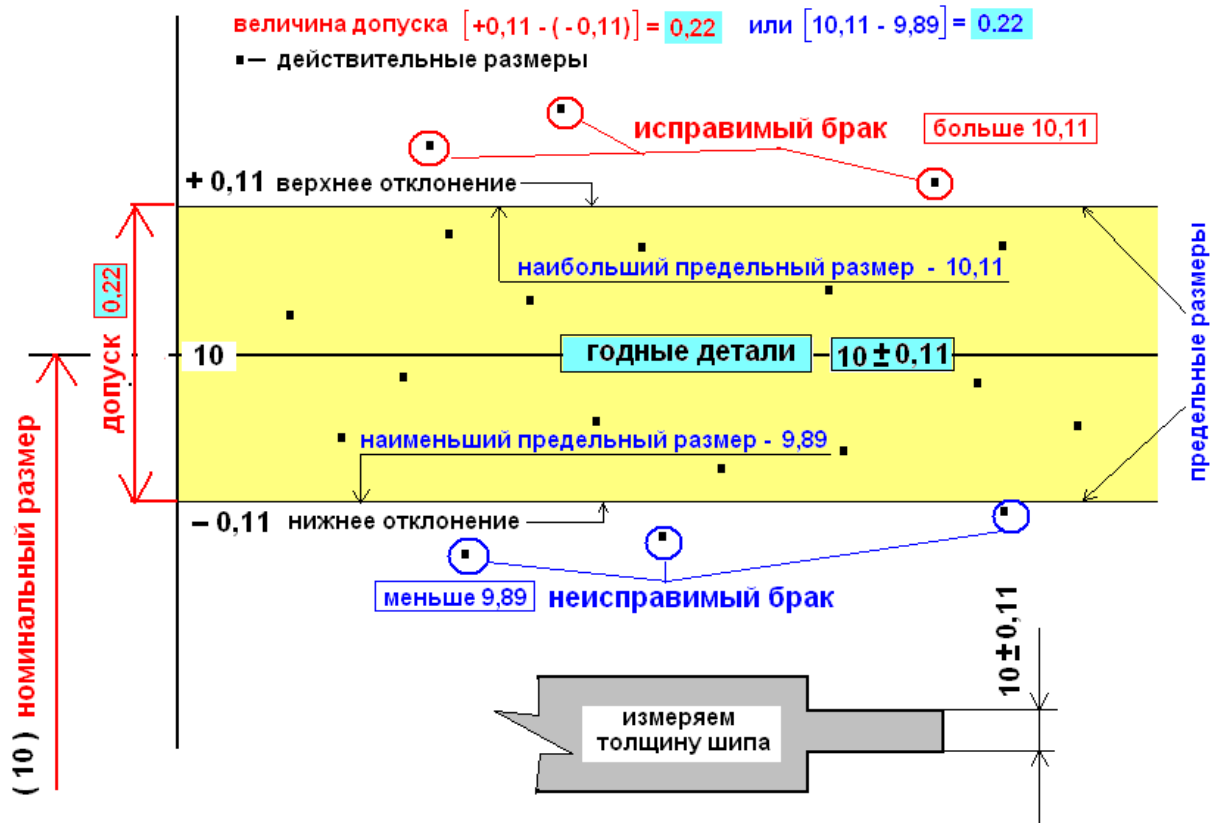 величина допуска [+0,11 - (-0,11)] = 0,22 или [10,11 - 9,89] = 0.22
▪– действительные размеры
исправимый брак больше 10,11
+ 0,11 верхнее отклонение
наибольший предельный размер - 10,11
допуск 0,22
предельные размеры
10
годные детали
10 ± 0,11
(10) номинальный размер
наименьший предельный размер - 9,89
– 0,11 нижнее отклонение
меньше 9,89 неисправимый брак
10 ± 0,11
измеряем
толщину шипа